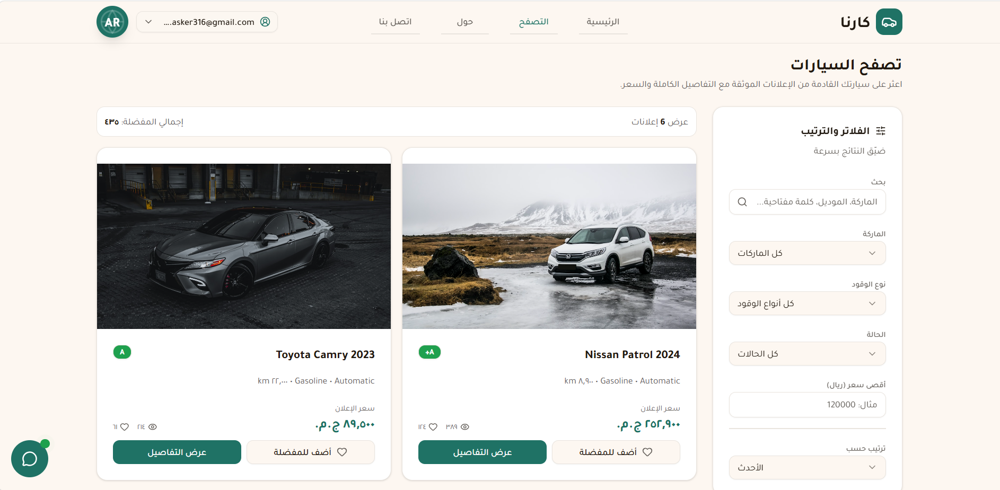 كارنا
الرئيسية
التصفح
حول
اتصل بنا
....asker316@gmail.com
AR
تصفح السيارات
اعثر على سيارتك القادمة من الإعلانات الموثقة مع التفاصيل الكاملة والسعر.
الفلاتر والترتيب
ضيّق النتائج بسرعة
بحث
الماركة، الموديل، كلمة مفتاحية...
الماركة
كل الماركات
نوع الوقود
كل أنواع الوقود
الحالة
كل الحالات
أقصى سعر (ريال)
مثال: 120000
ترتيب حسب
الأحدث
عرض 6 إعلانات
إجمالي المفضلة: ٤٣٥
Nissan Patrol 2024
A+
km ٨,٩٠٠ • Gasoline • Automatic
سعر الإعلان
٢٥٢,٩٠٠ ج.م.
٣٨٩
١٢٤
أضف للمفضلة
عرض التفاصيل
Toyota Camry 2023
A
km ٢٢,٠٠٠ • Gasoline • Automatic
سعر الإعلان
٨٩,٥٠٠ ج.م.
٢١٤
٦١
أضف للمفضلة
عرض التفاصيل